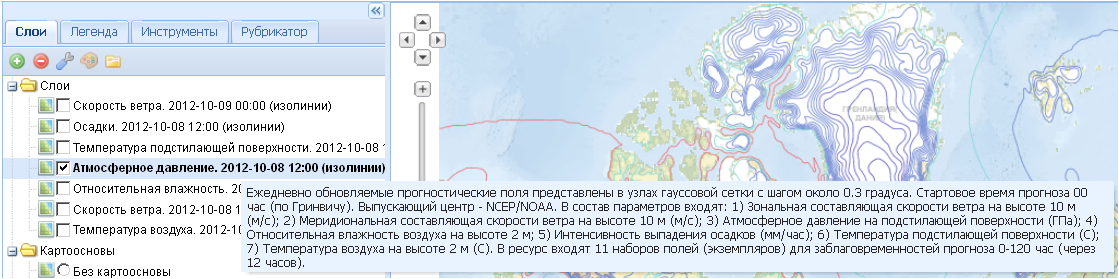 Слои
Легенда
Инструменты
Рубрикатор
Слои
Скорость ветра. 2012-10-09 00:00 (изолинии)
Осадки. 2012-10-08 12:00 (изолинии)
Температура подстилающей поверхности. 2012-10-08 1
Атмосферное давление. 2012-10-08 12:00 (изолинии)
Относительная влажность. 20
Скорость ветра. 2012-10-08 1
Температура воздуха. 2012-10
Картоосновы
Без картоосновы
ГРЕНЛАНДИЯ
(ДАНИЯ)
Ежедневно обновляемые прогностические поля представлены в узлах гауссовой сетки с шагом около 0.3 градуса. Стартовое время прогноза 00
час (по Гринвичу). Выпускающий центр - NCEP/NOAA. В состав параметров входят: 1) Зональная составляющая скорости ветра на высоте 10 м
(м/с); 2) Меридиональная составляющая скорости ветра на высоте 10 м (м/с); 3) Атмосферное давление на подстилающей поверхности (ГПа); 4)
Относительная влажность воздуха на высоте 2 м; 5) Интенсивность выпадения осадков (мм/час); 6) Температура подстилающей поверхности (С);
7) Температура воздуха на высоте 2 м (С). В ресурс входят 11 наборов полей (экземпляров) для заблаговременностей прогноза 0-120 час (через
12 часов).